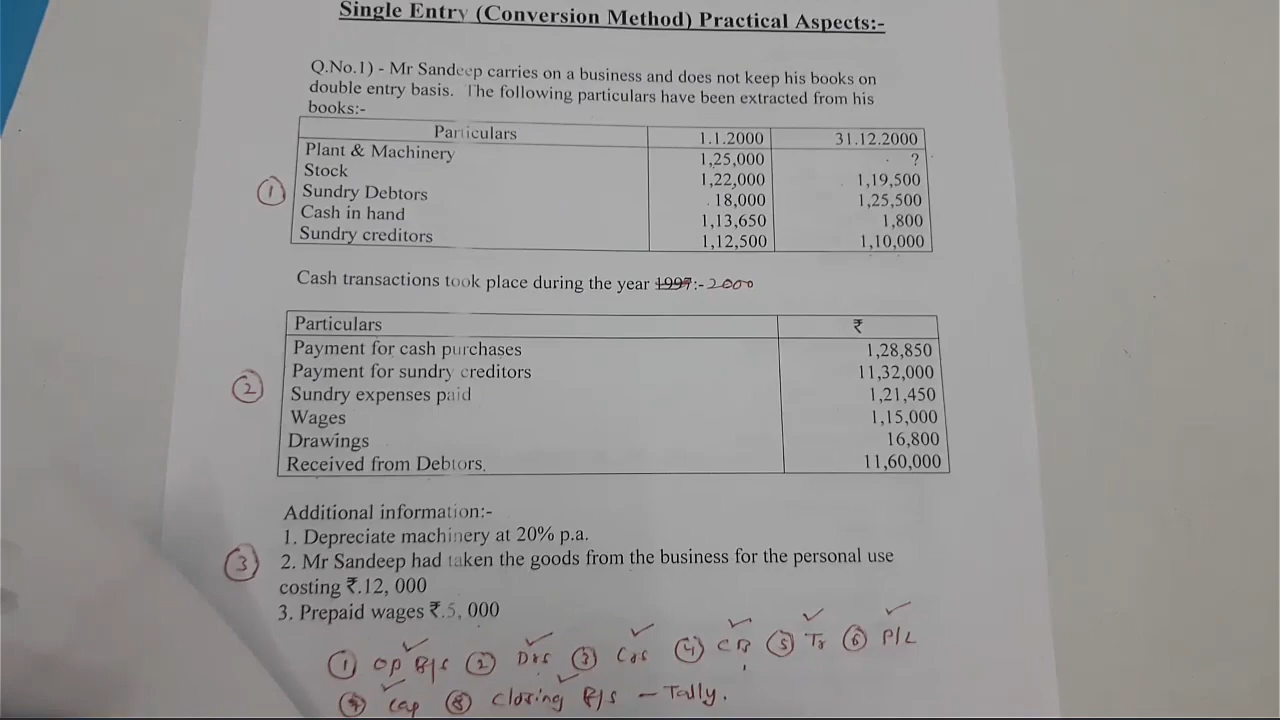 Single Entry (Conversion Method) Practical Aspects:-
Q.No.1) - Mr Sandeep carries on a business and does not keep his books on
double entry basis. The following particulars have been extracted from his
books:-
Particulars 1.1.2000 31.12.2000
Plant & Machinery 1,25,000 ?
Stock 1,22,000 1,19,500
① Sundry Debtors 18,000 1,25,500
Cash in hand 1,13,650 1,800
Sundry creditors 1,12,500 1,10,000
Cash transactions took place during the year 1997:- 2000
Particulars ₹
Payment for cash purchases 1,28,850
Payment for sundry creditors 11,32,000
② Sundry expenses paid 1,21,450
Wages 1,15,000
Drawings 16,800
Received from Debtors. 11,60,000
Additional information:-
1. Depreciate machinery at 20% p.a.
③ 2. Mr Sandeep had taken the goods from the business for the personal use
costing ₹.12, 000
3. Prepaid wages ₹.5, 000
① op B/s ② Drs ③ Crs ④ CB ⑤ Tr ⑥ P/L
⑦ Cap ⑧ Closing B/s - Tally.